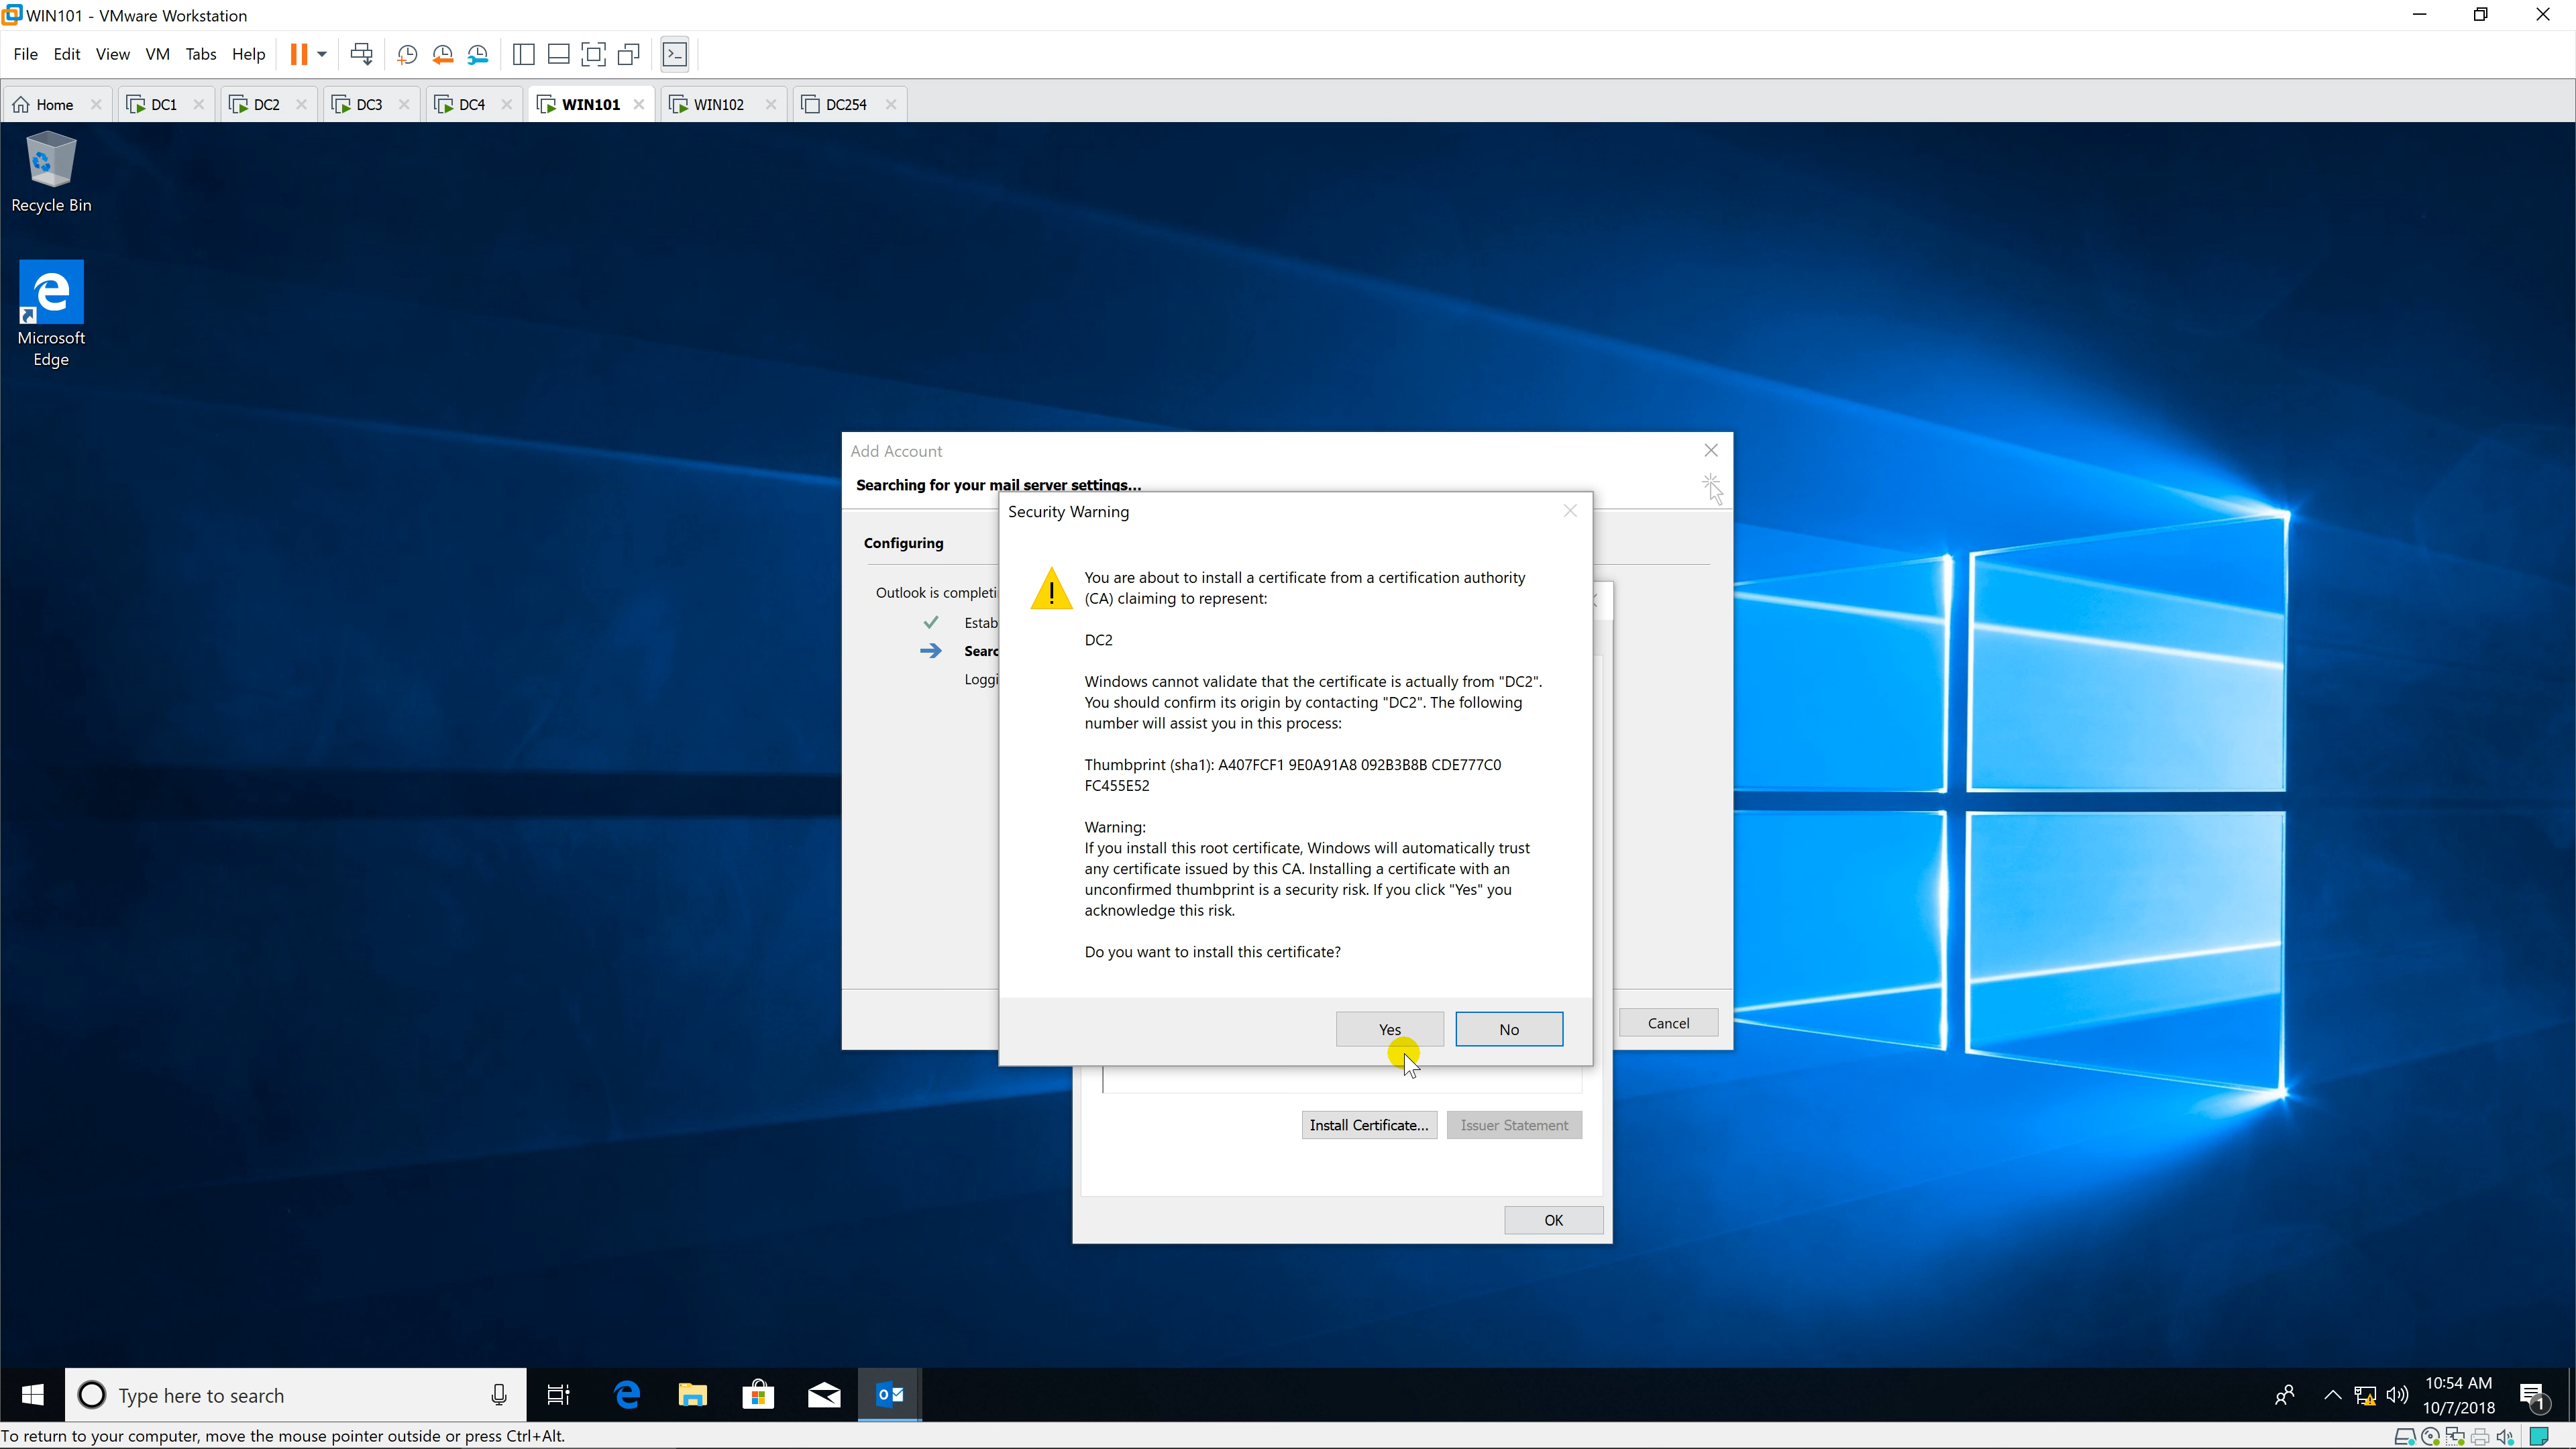 WIN101 - VMware Workstation
File Edit View VM Tabs Help
Home DC1 DC2 DC3 DC4 WIN101 WIN102 DC254
Recycle Bin
Microsoft
Edge
Add Account
Searching for your mail server settings...
Security Warning
Configuring
You are about to install a certificate from a certification authority
(CA) claiming to represent:
Outlook is completi
Estab
DC2
Searc
Loggi
Windows cannot validate that the certificate is actually from "DC2".
You should confirm its origin by contacting "DC2". The following
number will assist you in this process:
Thumbprint (sha1): A407FCF1 9E0A91A8 092B3B8B CDE777C0
FC455E52
Warning:
If you install this root certificate, Windows will automatically trust
any certificate issued by this CA. Installing a certificate with an
unconfirmed thumbprint is a security risk. If you click "Yes" you
acknowledge this risk.
Do you want to install this certificate?
Yes No
Cancel
Install Certificate... Issuer Statement
OK
Type here to search
10:54 AM
10/7/2018
1
To return to your computer, move the mouse pointer outside or press Ctrl+Alt.